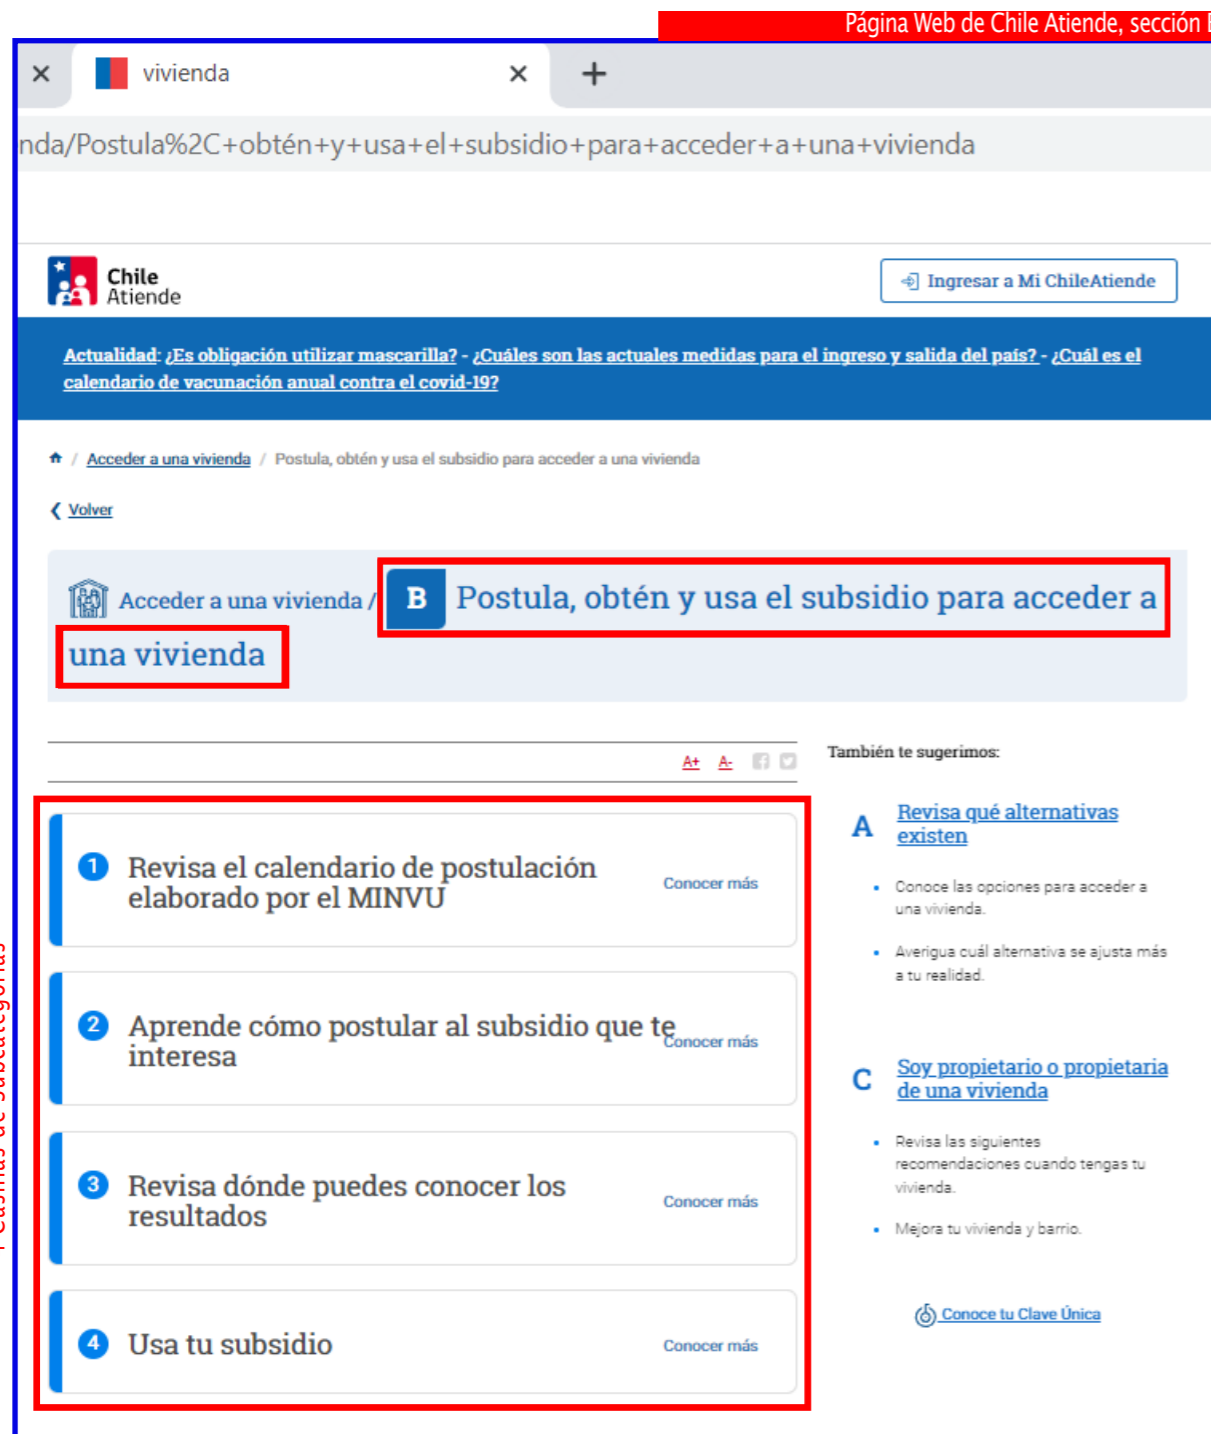 Página Web de Chile Atiende, sección
vivienda
nda/Postula%2C+obtén+y+usa+el+subsidio+para+acceder+a+una+vivienda
Chile
Atiende
Ingresar a Mi ChileAtiende
Actualidad: ¿Es obligación utilizar mascarilla? - ¿Cuáles son las actuales medidas para el ingreso y salida del país? - ¿Cuál es el
calendario de vacunación anual contra el covid-19?
/ Acceder a una vivienda / Postula, obtén y usa el subsidio para acceder a una vivienda
Volver
Acceder a una vivienda / B Postula, obtén y usa el subsidio para acceder a
una vivienda
A+ A-
1 Revisa el calendario de postulación
elaborado por el MINVU
Conocer más
2 Aprende cómo postular al subsidio que te
interesa
Conocer más
3 Revisa dónde puedes conocer los
resultados
Conocer más
4 Usa tu subsidio
Conocer más
También te sugerimos:
A Revisa qué alternativas
existen
• Conoce las opciones para acceder a
una vivienda.
• Averigua cuál alternativa se ajusta más
a tu realidad.
C Soy propietario o propietaria
de una vivienda
• Revisa las siguientes
recomendaciones cuando tengas tu
vivienda.
• Mejora tu vivienda y barrio.
Conoce tu Clave Única